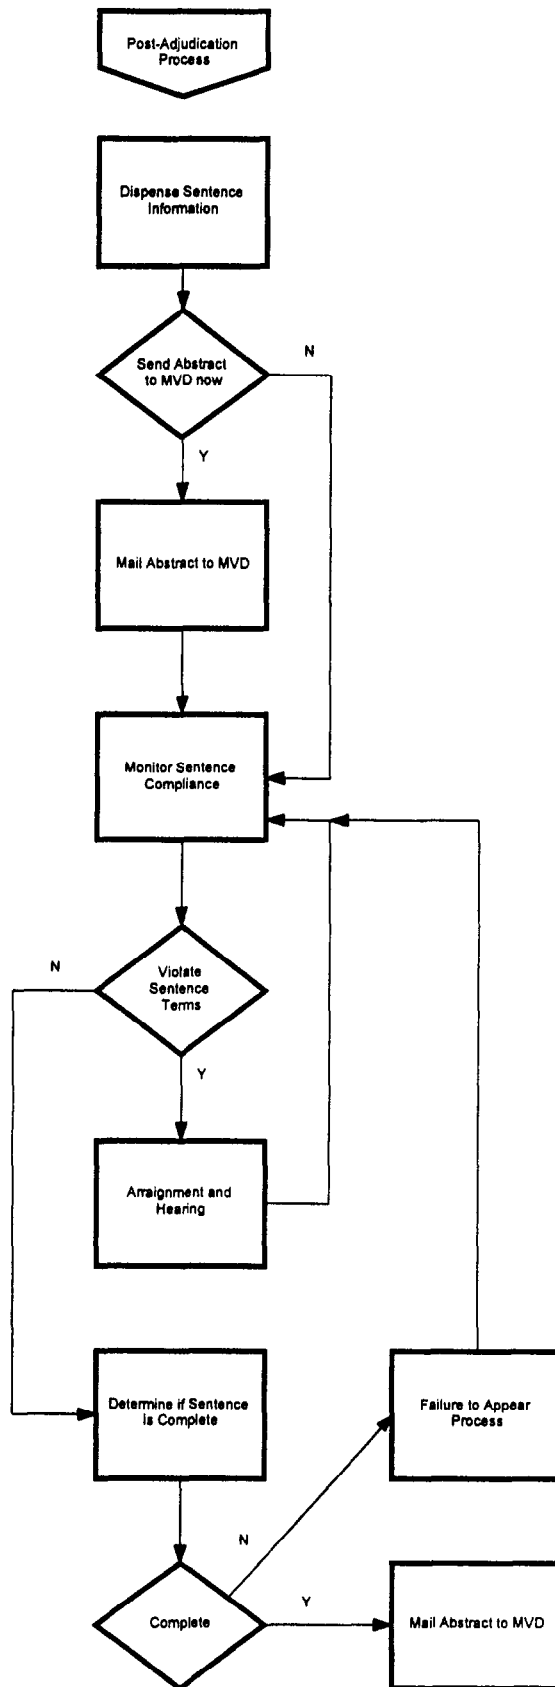 Post-Adjudication
Process
Dispense Sentence
Information
Send Abstract
to MVD now
N
Y
Mail Abstract to MVD
Monitor Sentence
Compliance
N
Violate
Sentence
Terms
Y
Arraignment and
Hearing
Determine if Sentence
is Complete
Failure to Appear
Process
N
Y
Complete
Mail Abstract to MVD